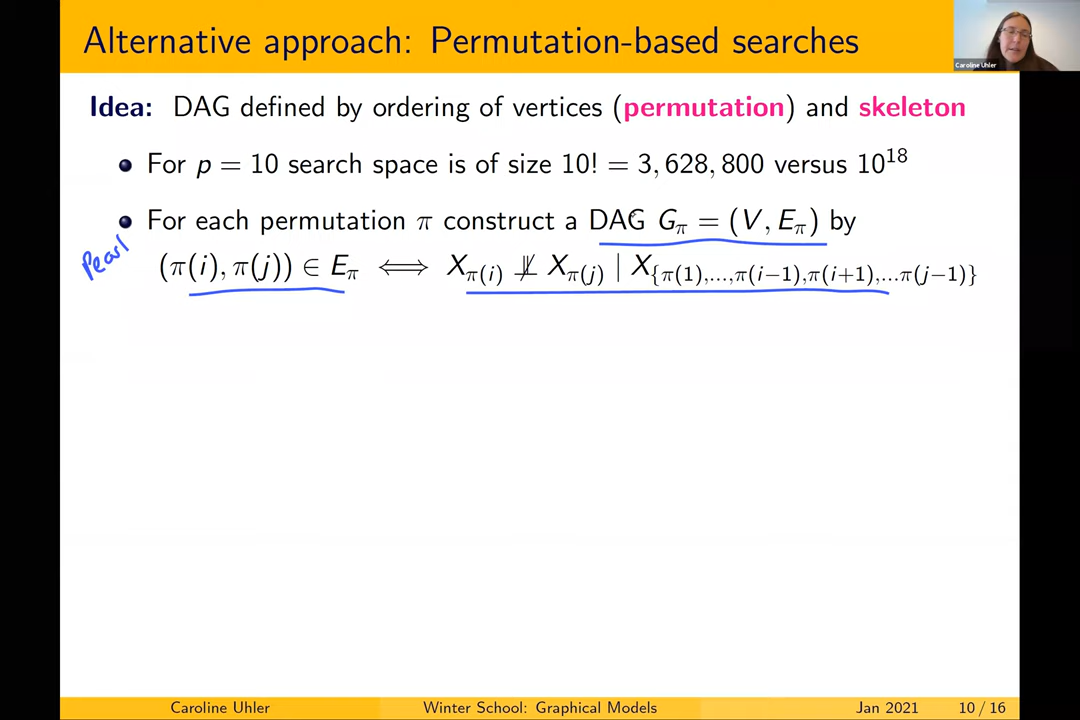 Alternative approach: Permutation-based searches
Caroline Uhler
Idea: DAG defined by ordering of vertices (permutation) and skeleton
For p = 10 search space is of size 10! = 3, 628, 800 versus 10^18
For each permutation π construct a DAG G_π = (V, E_π) by
Pearl
(π(i), π(j)) ∈ E_π ⟺ X_π(i) ⫫̸ X_π(j) | X_{π(1),...,π(i−1),π(i+1),...π(j−1)}
Caroline Uhler Winter School: Graphical Models Jan 2021 10 / 16